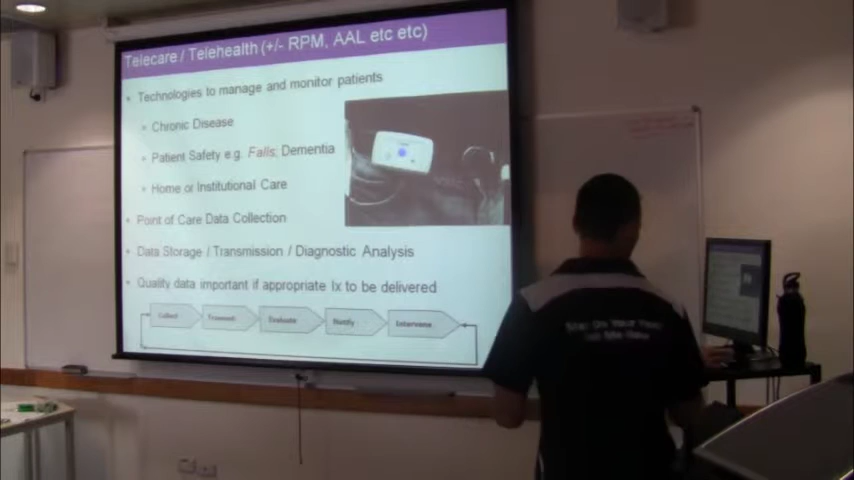 Telecare / Telehealth (+/- RPM, AAL etc etc)
• Technologies to manage and monitor patients
• Chronic Disease
• Patient Safety e.g. Falls, Dementia
• Home or Institutional Care
• Point of Care Data Collection
• Data Storage / Transmission / Diagnostic Analysis
• Quality data important if appropriate Ix to be delivered
Collect Transmit Evaluate Notify Intervene